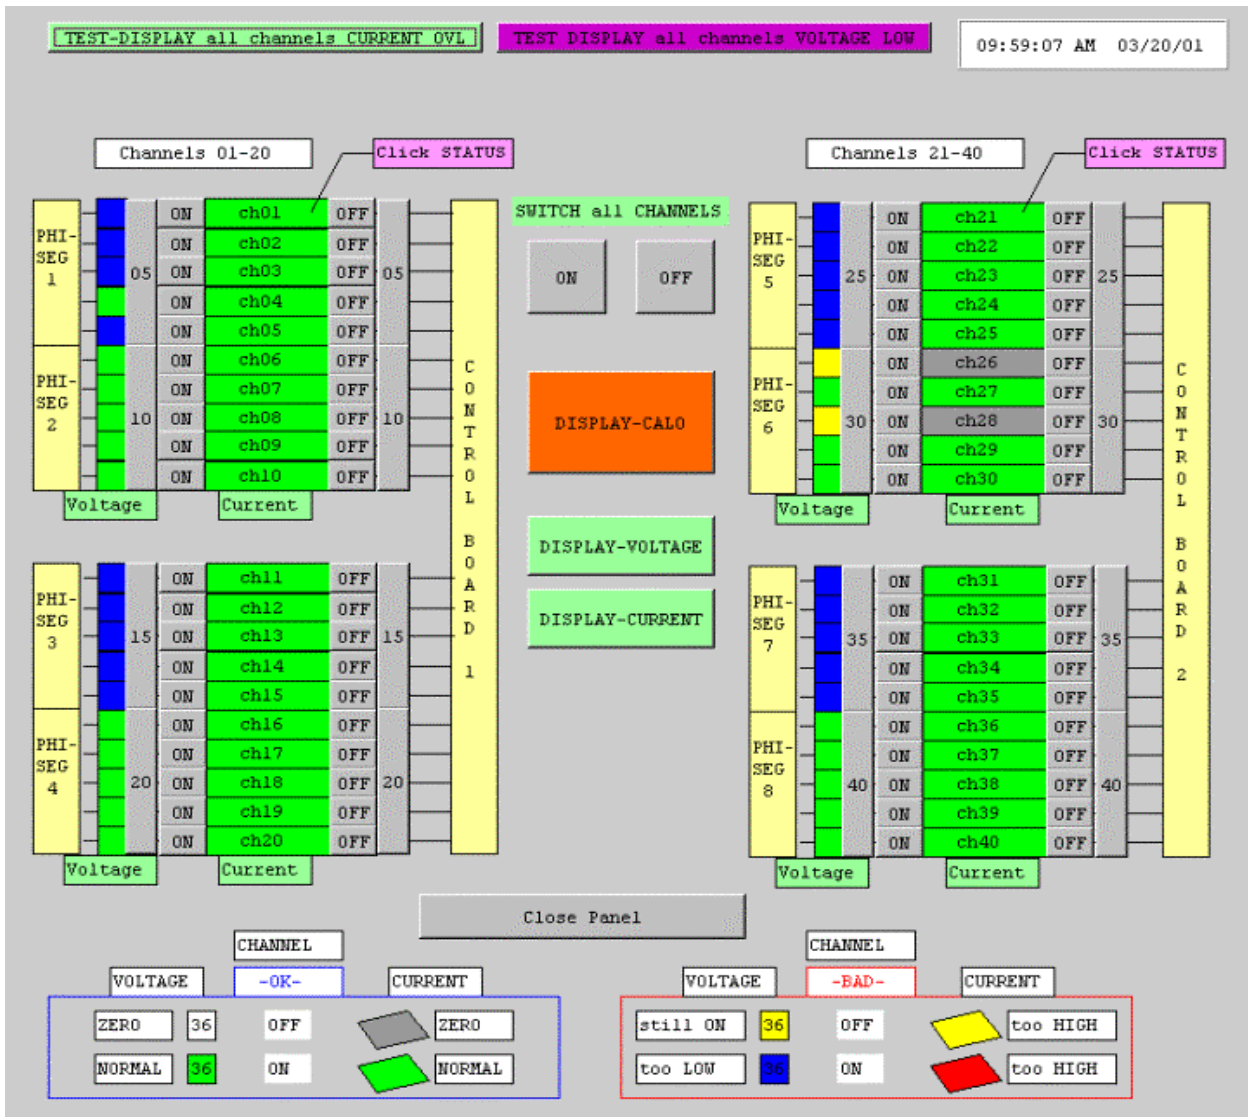 TEST-DISPLAY all channels CURRENT OVL
TEST DISPLAY all channels VOLTAGE LOW
09:59:07 AM 03/20/01
Channels 01-20
Click STATUS
Channels 21-40
Click STATUS
SWITCH all CHANNELS
ON OFF
DISPLAY-CALO
DISPLAY-VOLTAGE
DISPLAY-CURRENT
PHI-
SEG
1
05
ON ch01 OFF
ON ch02 OFF
ON ch03 OFF
ON ch04 OFF
ON ch05 OFF
05
PHI-
SEG
2
10
ON ch06 OFF
ON ch07 OFF
ON ch08 OFF
ON ch09 OFF
ON ch10 OFF
10
Voltage
Current
PHI-
SEG
3
15
ON ch11 OFF
ON ch12 OFF
ON ch13 OFF
ON ch14 OFF
ON ch15 OFF
15
PHI-
SEG
4
20
ON ch16 OFF
ON ch17 OFF
ON ch18 OFF
ON ch19 OFF
ON ch20 OFF
20
Voltage
Current
CONTROL BOARD 1
PHI-
SEG
5
25
ON ch21 OFF
ON ch22 OFF
ON ch23 OFF
ON ch24 OFF
ON ch25 OFF
25
PHI-
SEG
6
30
ON ch26 OFF
ON ch27 OFF
ON ch28 OFF
ON ch29 OFF
ON ch30 OFF
30
Voltage
Current
PHI-
SEG
7
35
ON ch31 OFF
ON ch32 OFF
ON ch33 OFF
ON ch34 OFF
ON ch35 OFF
35
PHI-
SEG
8
40
ON ch36 OFF
ON ch37 OFF
ON ch38 OFF
ON ch39 OFF
ON ch40 OFF
40
Voltage
Current
CONTROL BOARD 2
Close Panel
CHANNEL
VOLTAGE -OK- CURRENT
ZERO 36 OFF ZERO
NORMAL 36 ON NORMAL
CHANNEL
VOLTAGE -BAD- CURRENT
still ON 36 OFF too HIGH
too LOW 36 ON too HIGH